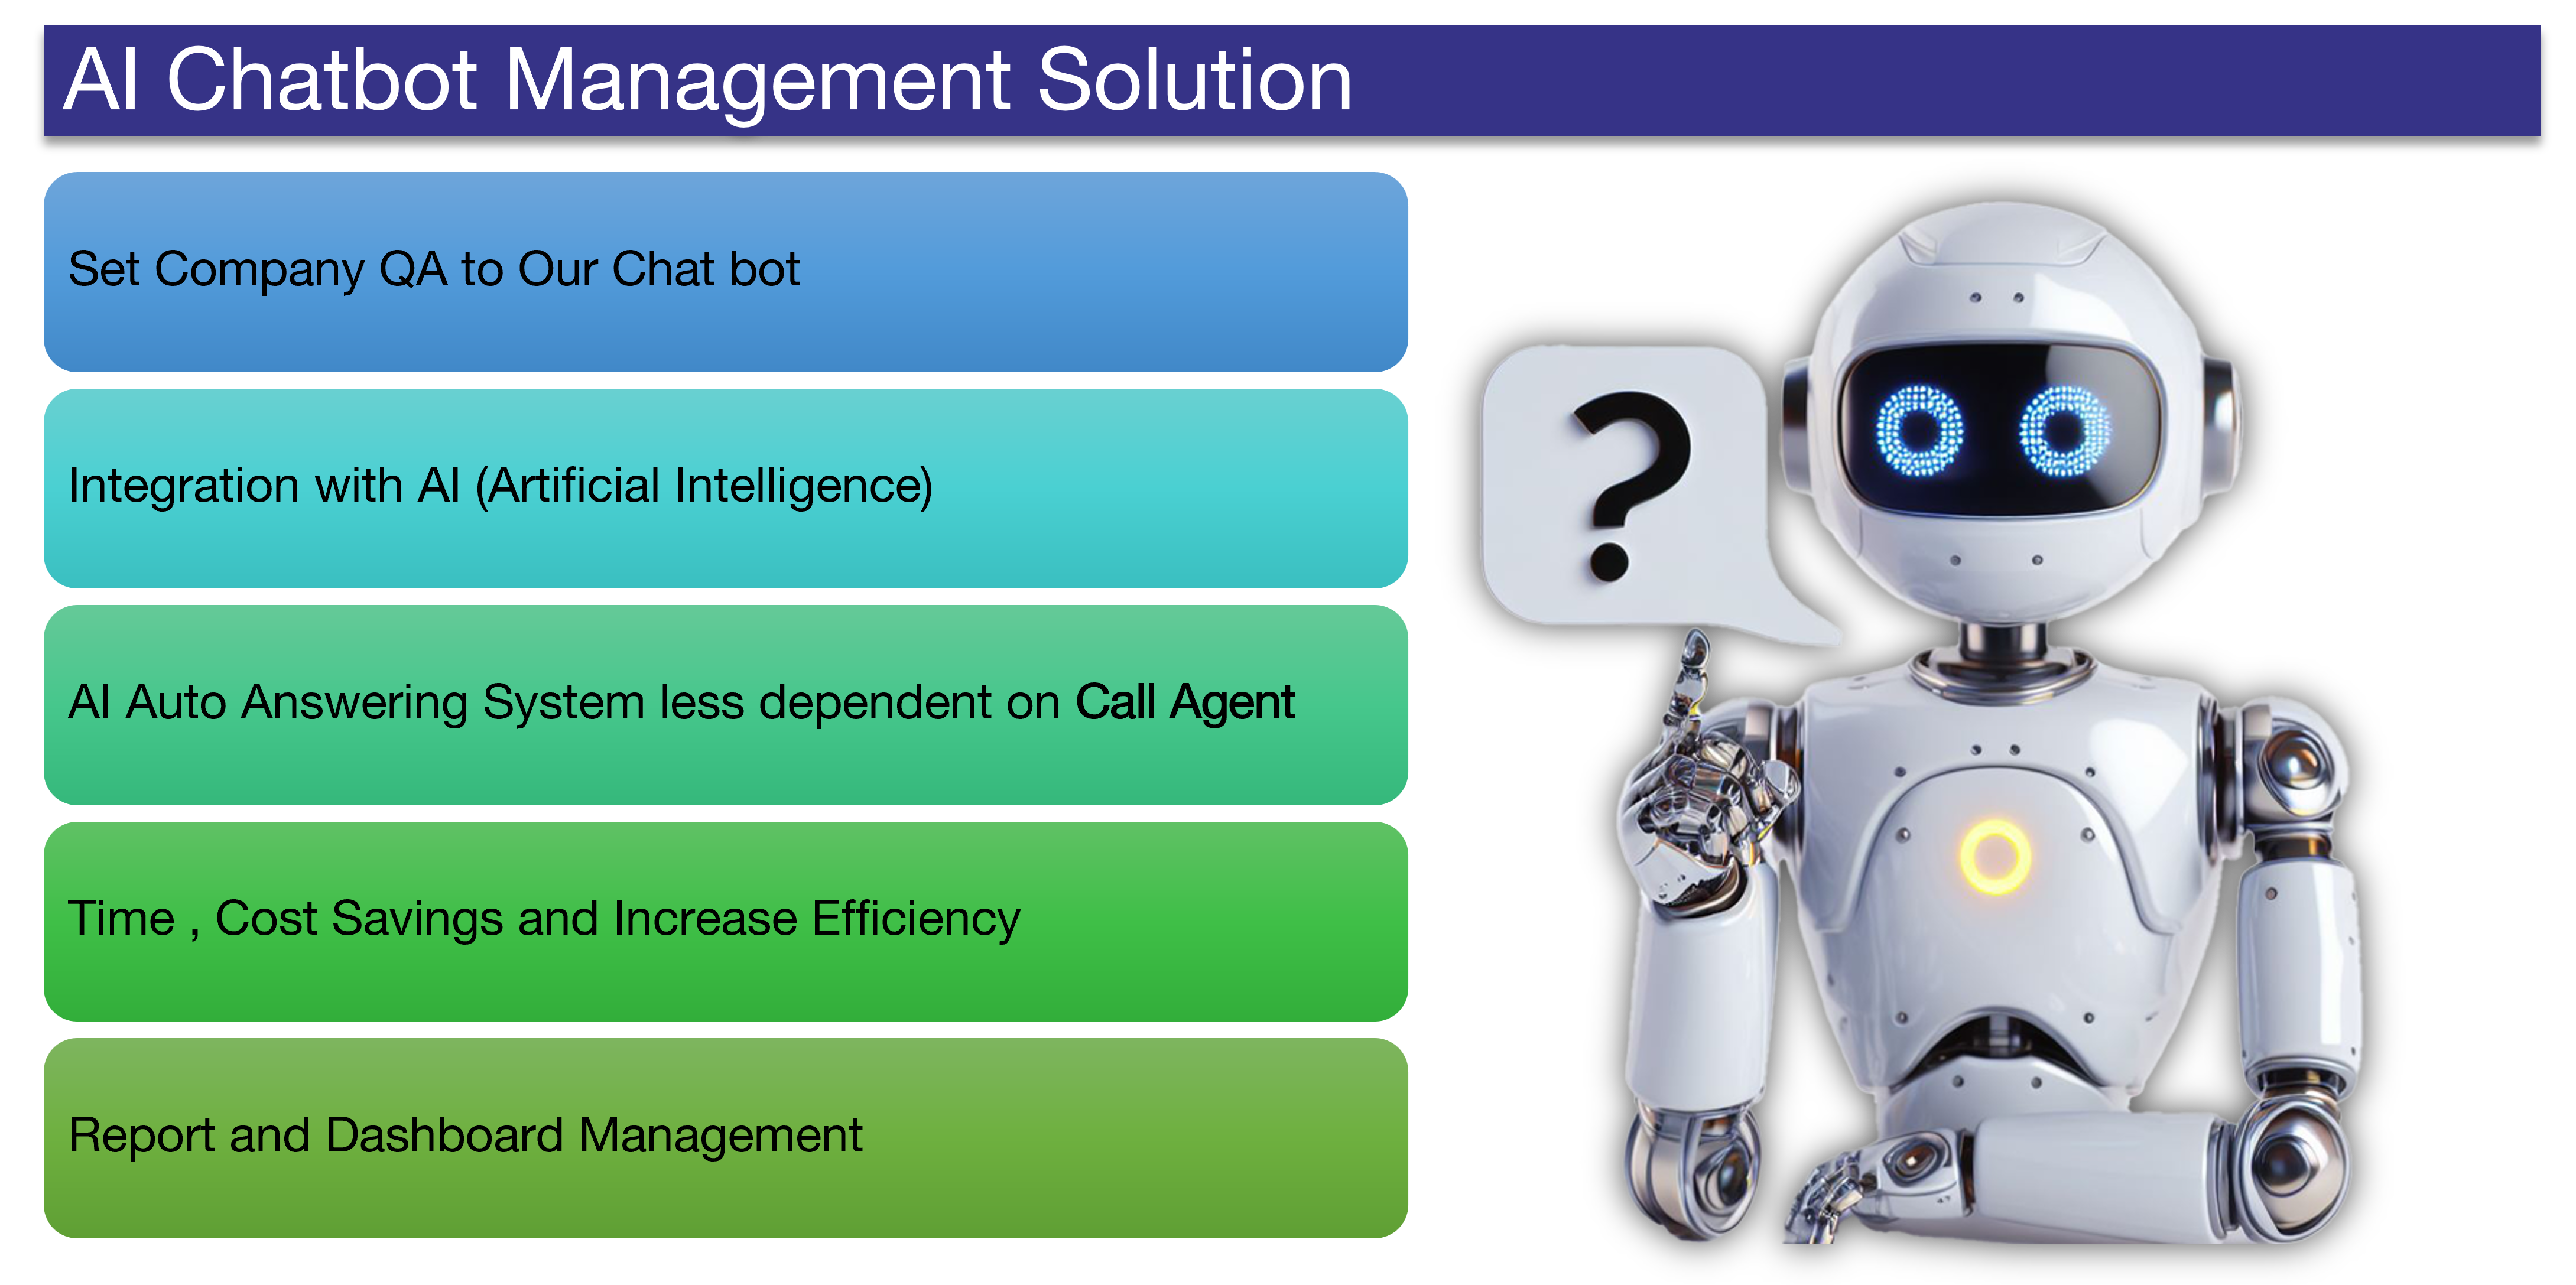 AI Chatbot Management Solution
Set Company QA to Our Chat bot
Integration with AI (Artificial Intelligence)
AI Auto Answering System less dependent on Call Agent
Time , Cost Savings and Increase Efficiency
Report and Dashboard Management
?